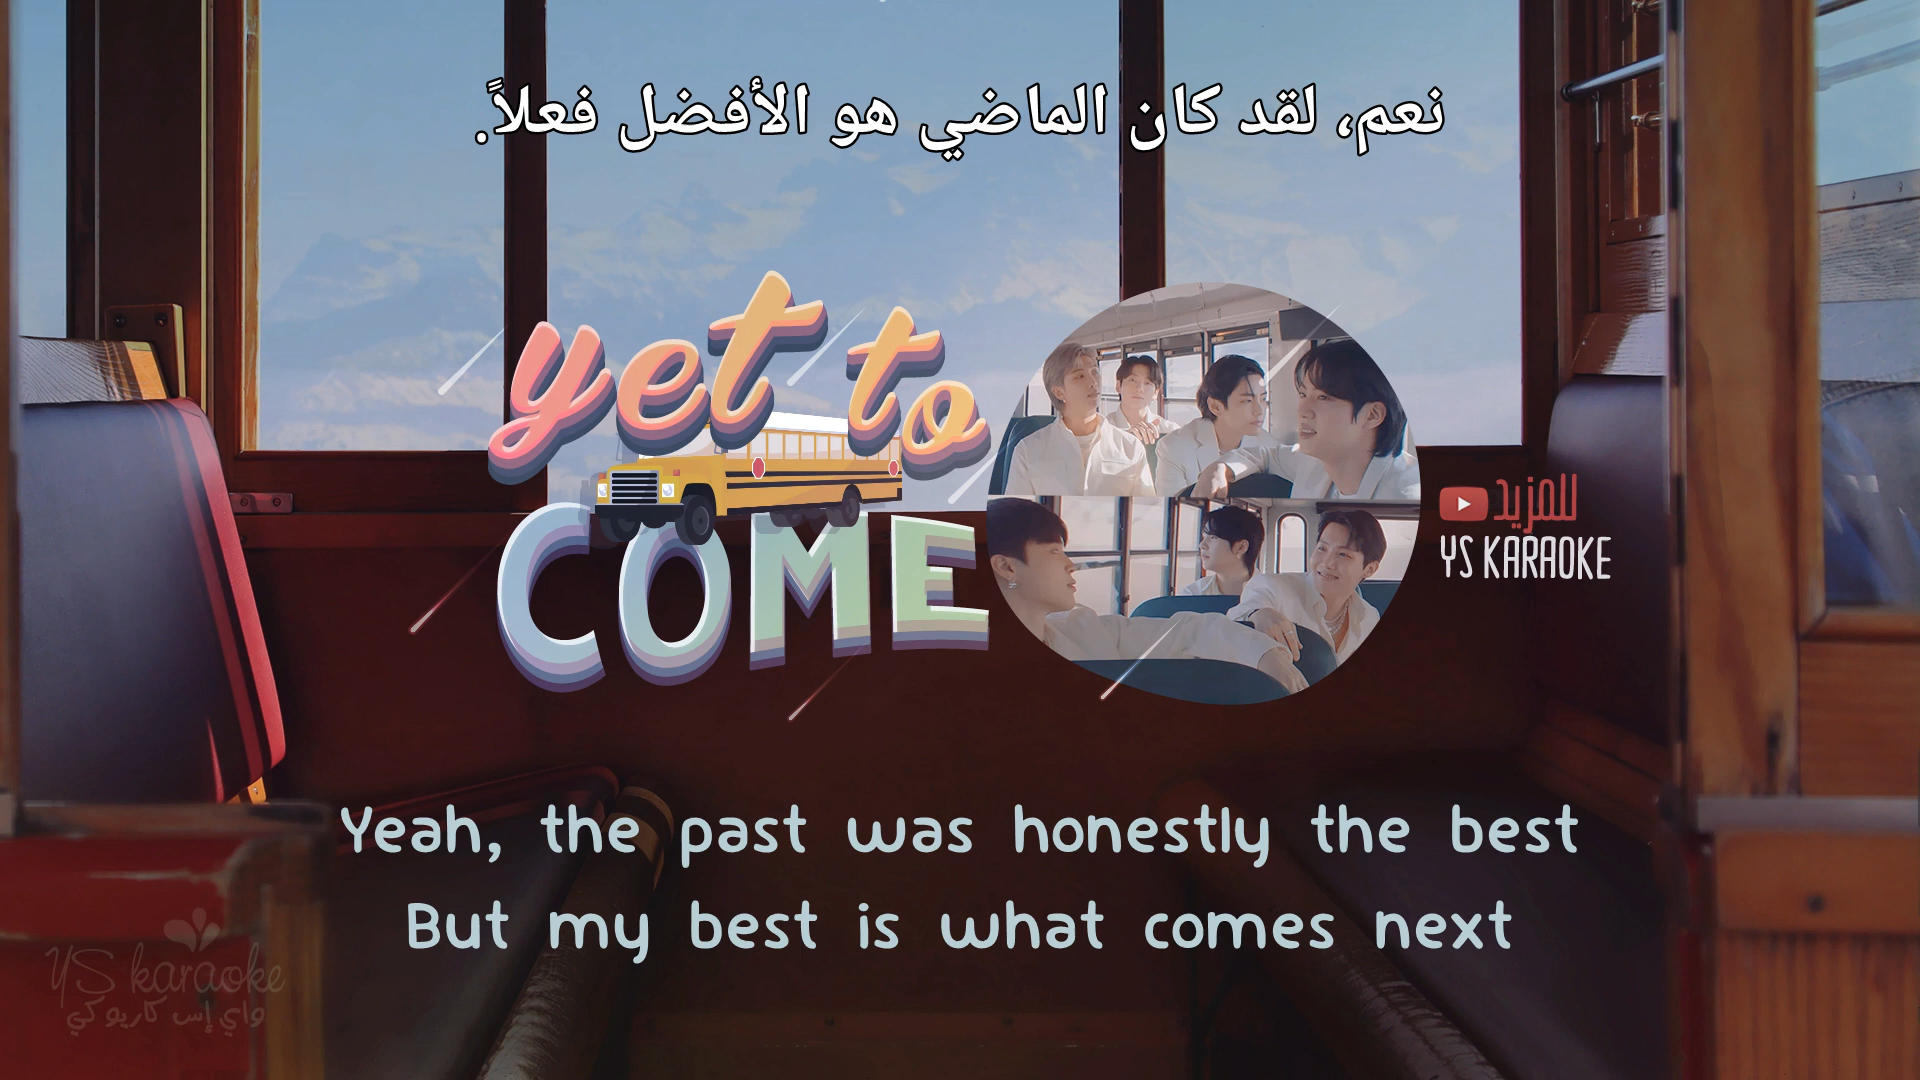 نعم، لقد كان الماضي هو الأفضل فعلاً.
yet to
COME
للمزيد
YS KARAOKE
Yeah, the past was honestly the best
But my best is what comes next
YS karaoke
واي إس كاريوكي